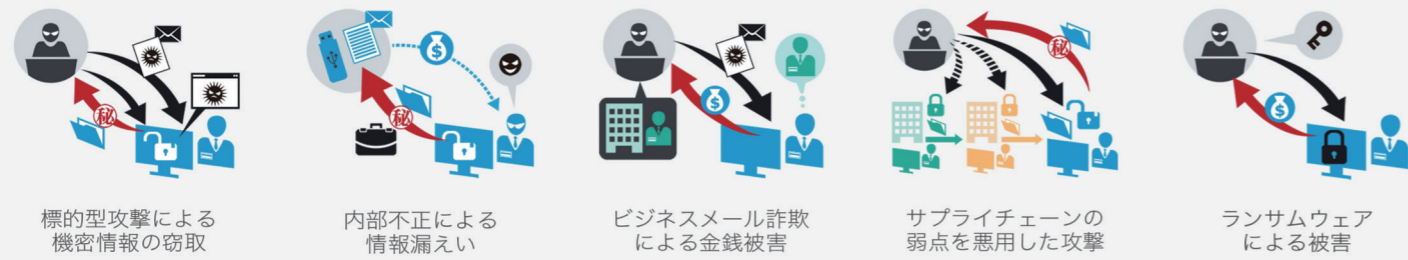 秘
標的型攻撃による
機密情報の窃取
$
秘
内部不正による
情報漏えい
$
ビジネスメール詐欺
による金銭被害
秘
サプライチェーンの
弱点を悪用した攻撃
$
ランサムウェア
による被害